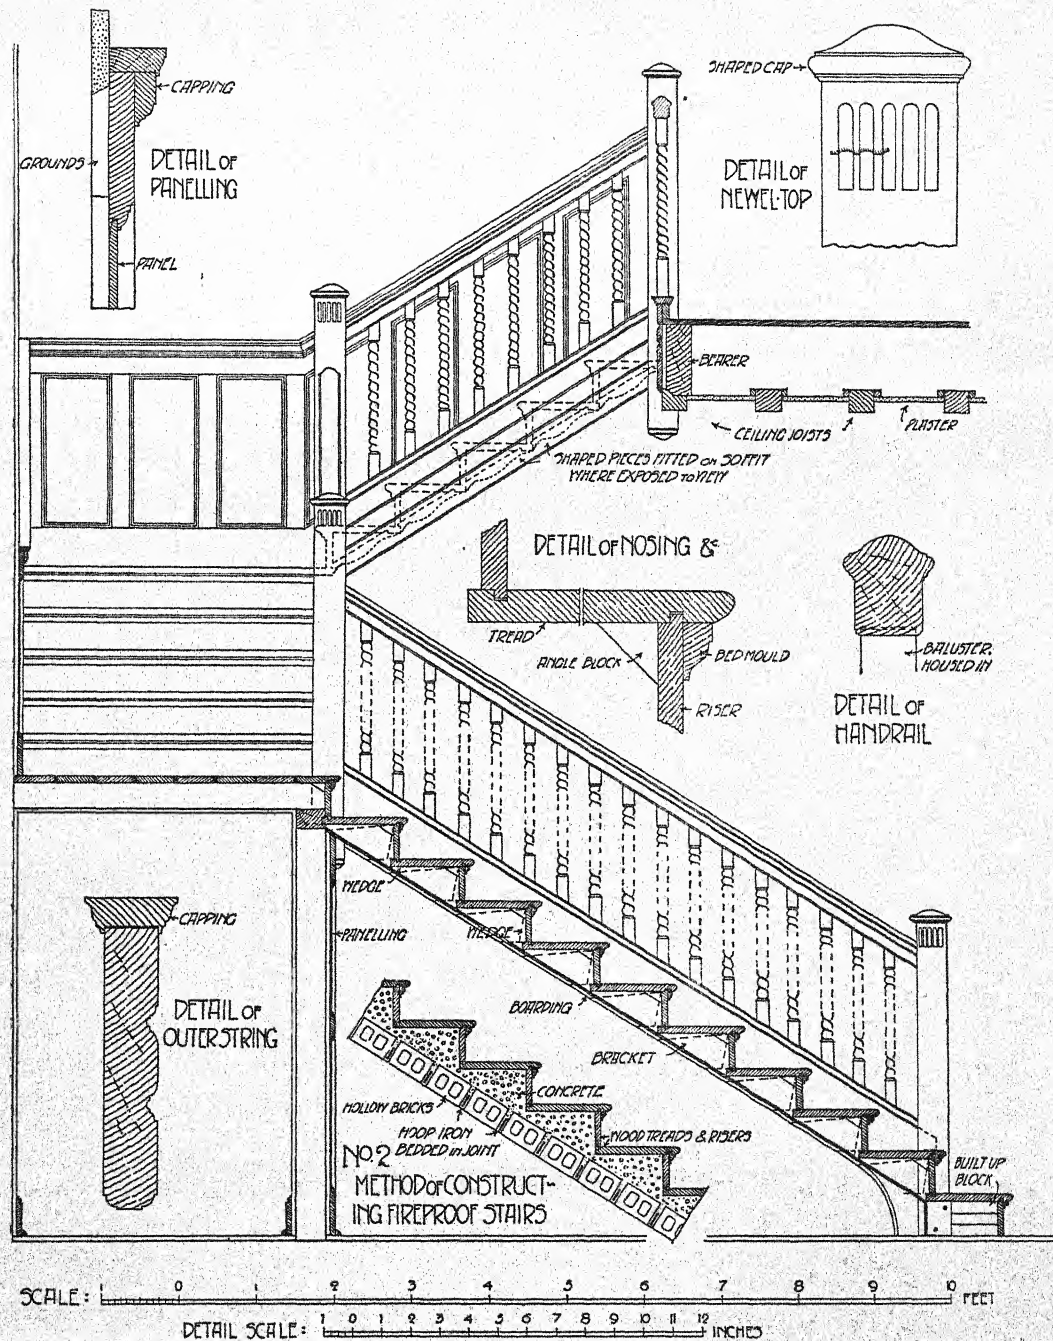 CAPPING
GROUNDS
DETAIL OF
PANELLING
PANEL
SHAPED CAP
DETAIL OF
NEWEL-TOP
BEARER
CEILING JOISTS
PLASTER
SHAPED PIECES FITTED on SOFFIT
WHERE EXPOSED to VIEW
DETAIL OF NOSING &
TREAD
ANGLE BLOCK
BED MOULD
RISER
BALUSTER
HOUSED IN
DETAIL OF
HANDRAIL
WEDGE
WEDGE
CAPPING
PANELLING
DETAIL OF
OUTER STRING
BOARDING
BRACKET
CONCRETE
HOLLOW BRICKS
HOOP IRON
BEDDED in JOINT
WOOD TREADS & RISERS
No. 2
METHOD OF CONSTRUCT-
ING FIREPROOF STAIRS
BUILT UP
BLOCK
SCALE: 1 0 1 2 3 4 5 6 7 8 9 10 FEET
DETAIL SCALE: 1 0 1 2 3 4 5 6 7 8 9 10 11 12 INCHES